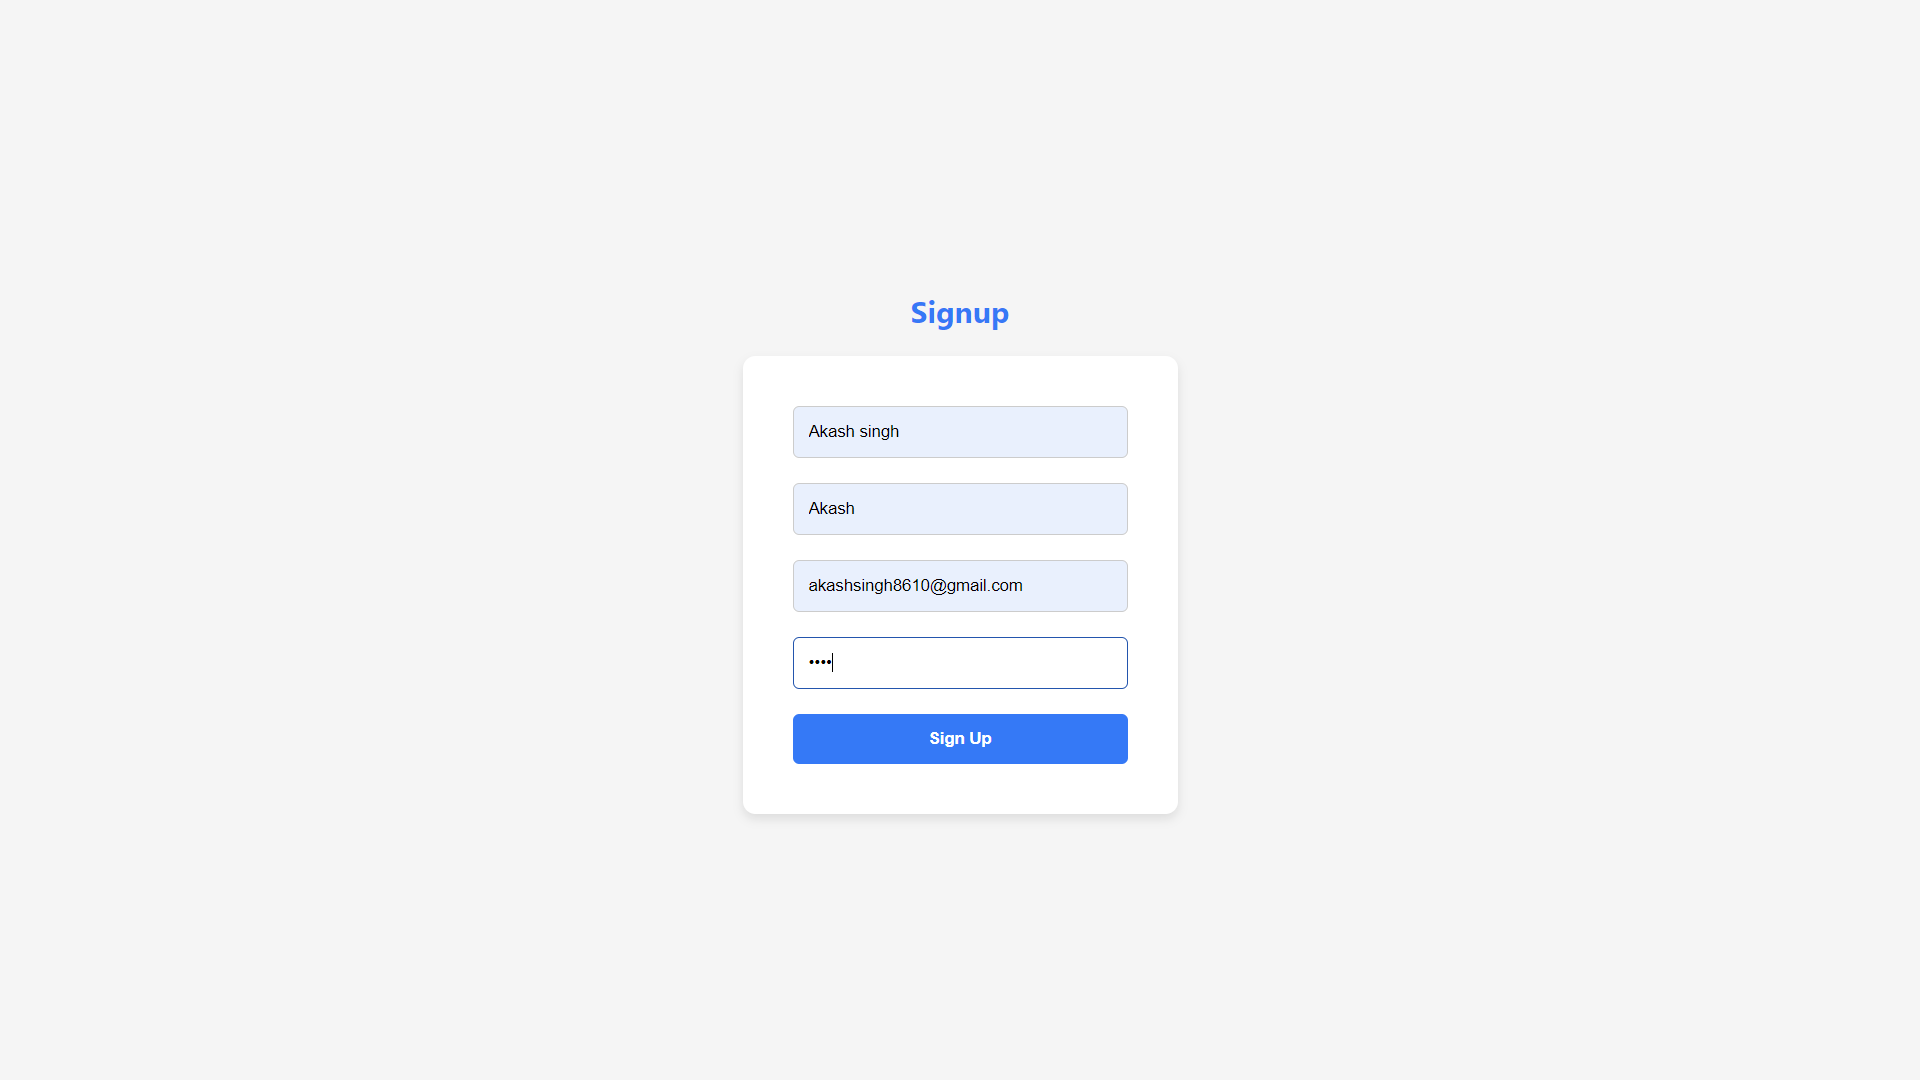 Signup
Akash singh
Akash
akashsingh8610@gmail.com
••••
Sign Up